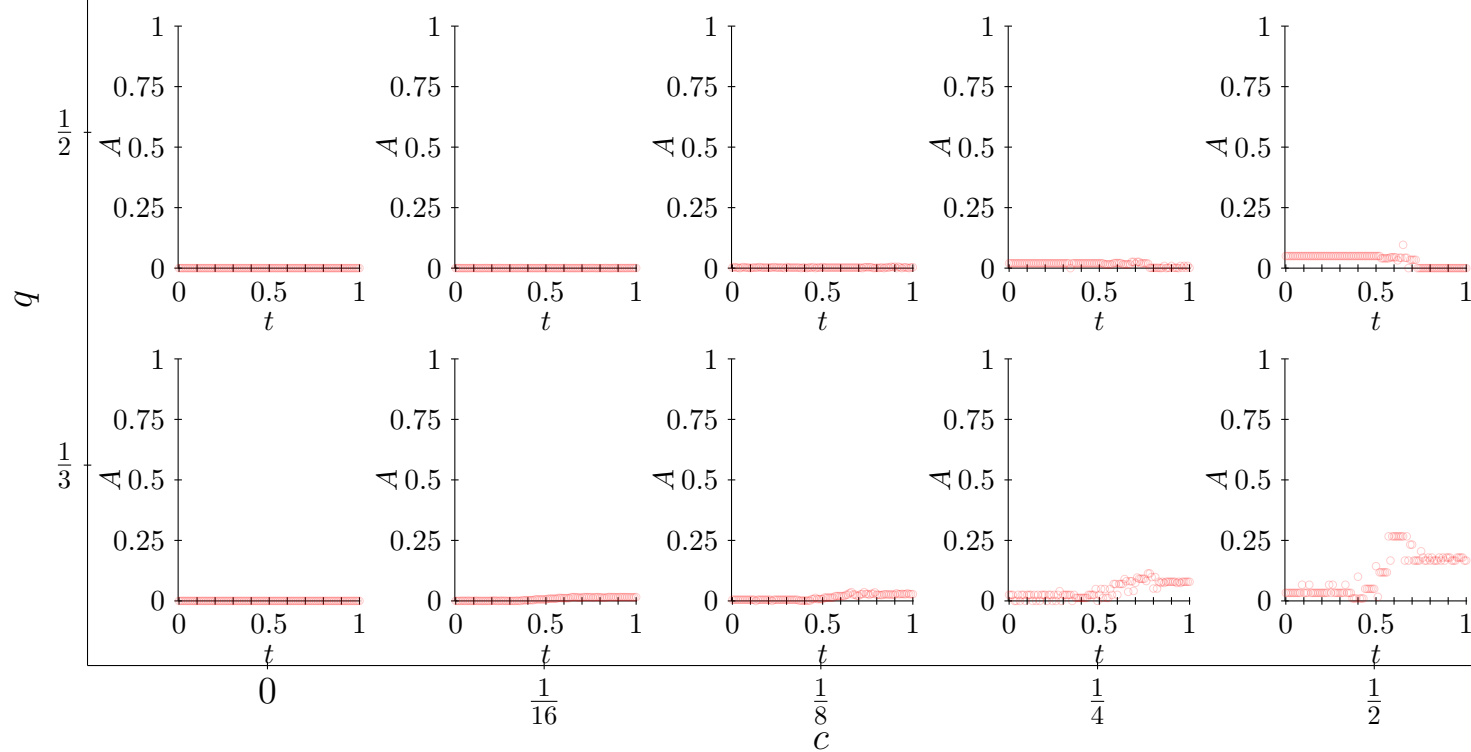 1 1 1 1 1
0.75 0.75 0.75 0.75 0.75
1/2 A 0.5 A 0.5 A 0.5 A 0.5 A 0.5
0.25 0.25 0.25 0.25 0.25
0 0 0 0 0
0 0.5 1 0 0.5 1 0 0.5 1 0 0.5 1 0 0.5 1
q
t t t t t
1 1 1 1 1
0.75 0.75 0.75 0.75 0.75
1/3 A 0.5 A 0.5 A 0.5 A 0.5 A 0.5
0.25 0.25 0.25 0.25 0.25
0 0 0 0 0
0 0.5 1 0 0.5 1 0 0.5 1 0 0.5 1 0 0.5 1
t t t t t
0 1/16 1/8 1/4 1/2
c